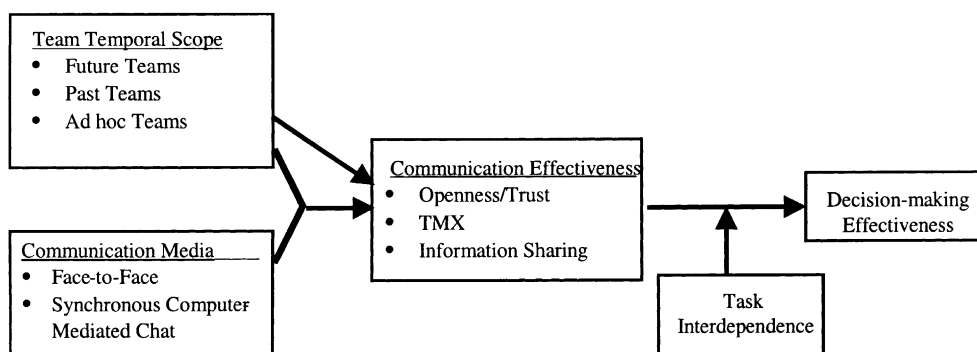 Team Temporal Scope
• Future Teams
• Past Teams
• Ad hoc Teams
Communication Media
• Face-to-Face
• Synchronous Computer
Mediated Chat
Communication Effectiveness
• Openness/Trust
• TMX
• Information Sharing
Task
Interdependence
Decision-making
Effectiveness